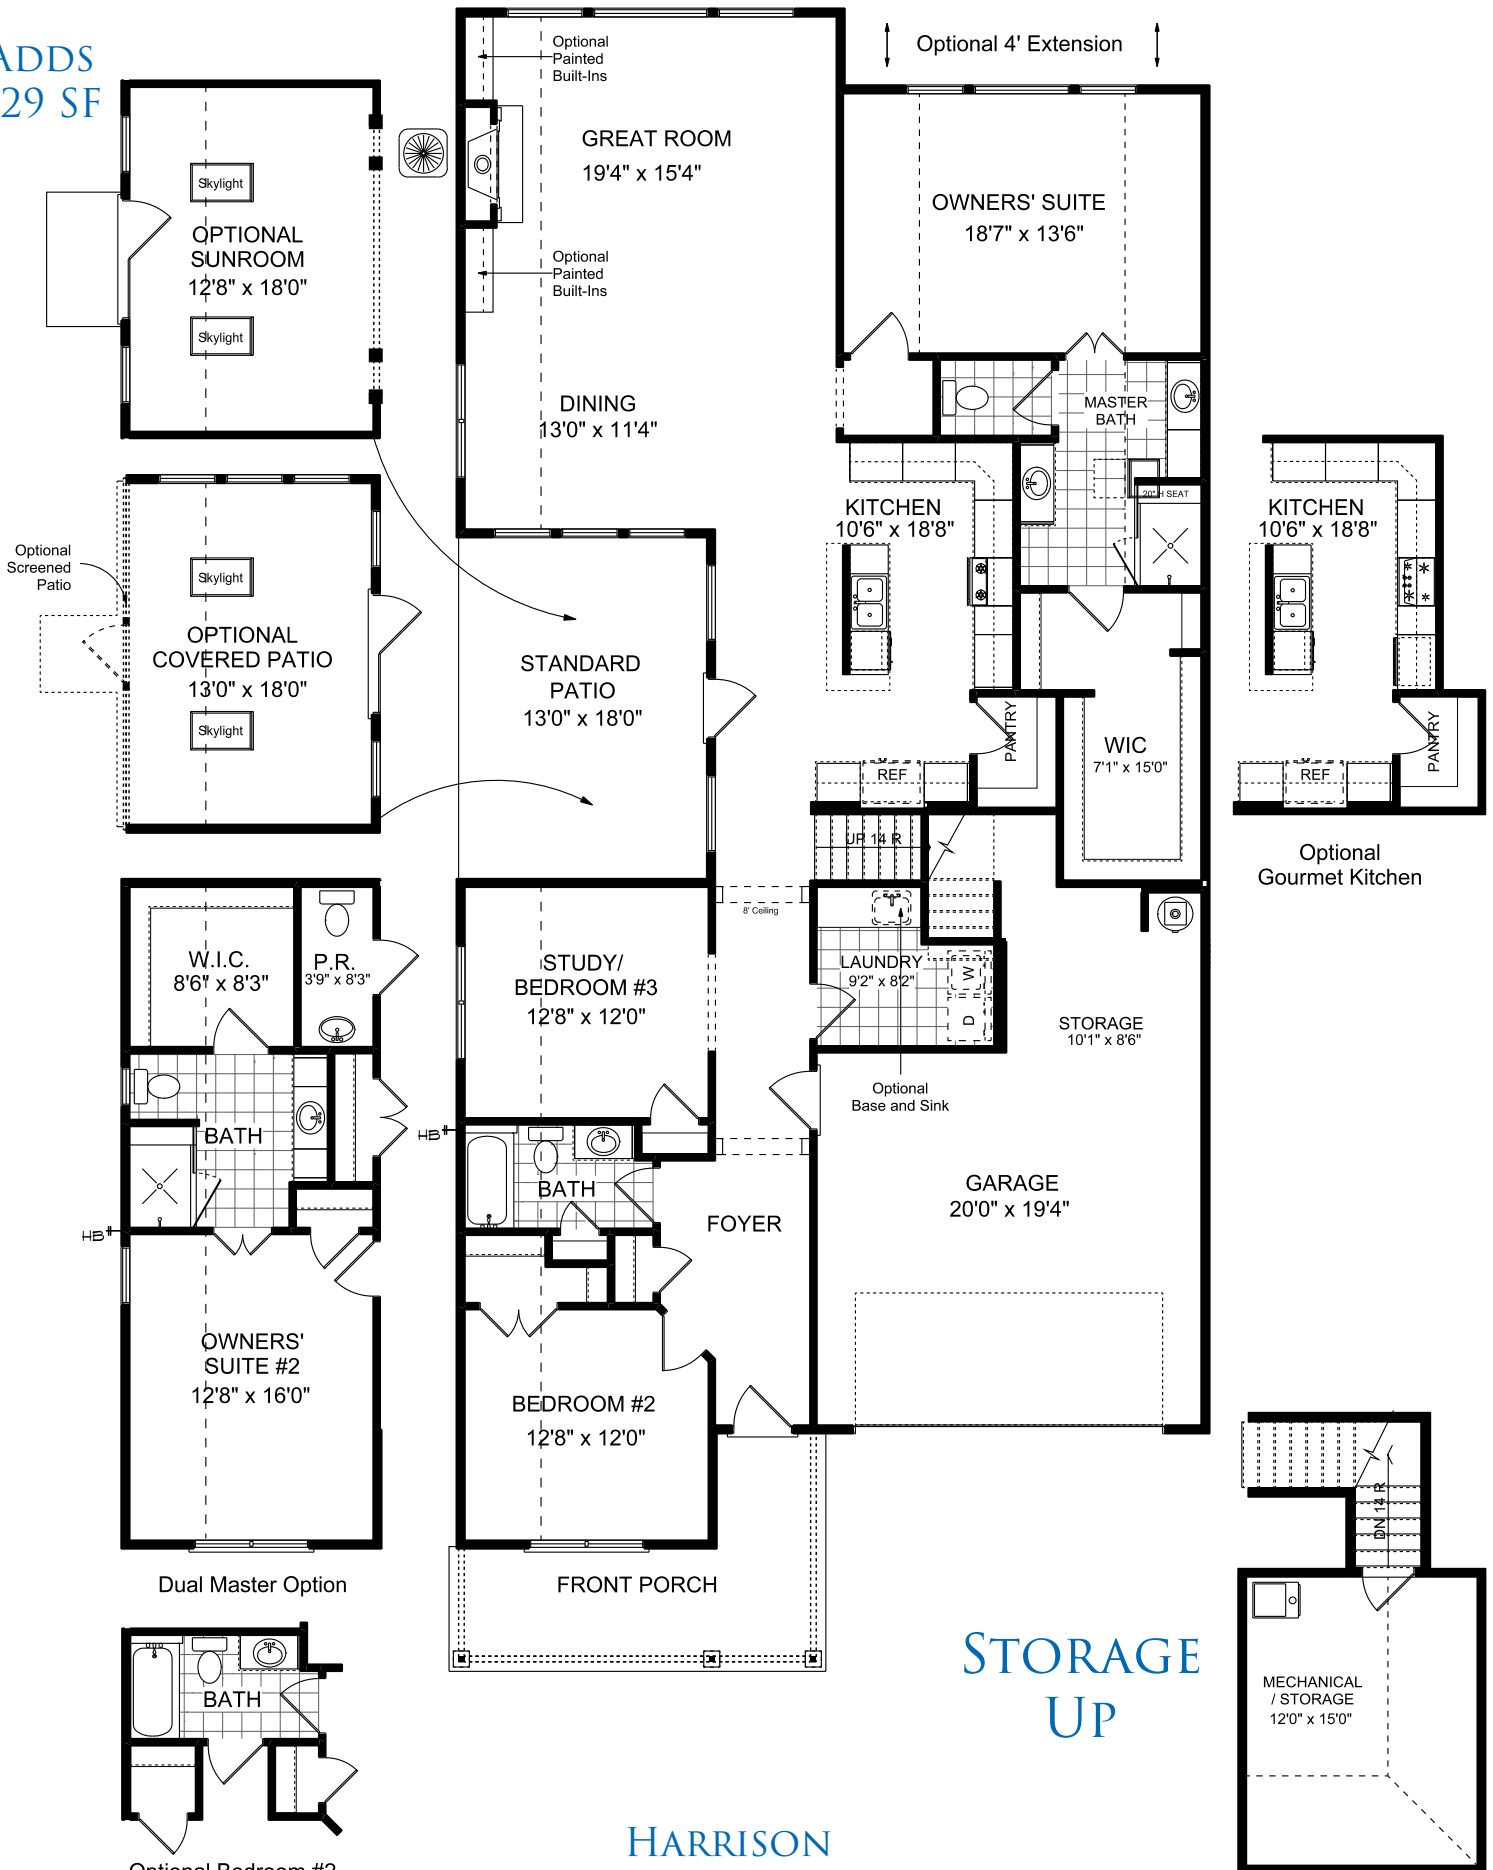 ADDS
29 SF
Optional
Painted
Built-Ins
Optional 4' Extension
GREAT ROOM
19'4" x 15'4"
Skylight
OPTIONAL
SUNROOM
12'8" x 18'0"
Skylight
OWNERS' SUITE
18'7" x 13'6"
Optional
Painted
Built-Ins
DINING
13'0" x 11'4"
MASTER
BATH
20" H SEAT
KITCHEN
10'6" x 18'8"
KITCHEN
10'6" x 18'8"
Optional
Screened
Patio
Skylight
OPTIONAL
COVERED PATIO
13'0" x 18'0"
Skylight
STANDARD
PATIO
13'0" x 18'0"
PANTRY
WIC
7'1" x 15'0"
REF
PANTRY
REF
UP 14 R
Optional
Gourmet Kitchen
8' Ceiling
W.I.C.
8'6" x 8'3"
P.R.
3'9" x 8'3"
STUDY/
BEDROOM #3
12'8" x 12'0"
LAUNDRY
9'2" x 8'2"
W
D
STORAGE
10'1" x 8'6"
Optional
Base and Sink
BATH
HB
HB
BATH
FOYER
GARAGE
20'0" x 19'4"
OWNERS'
SUITE #2
12'8" x 16'0"
BEDROOM #2
12'8" x 12'0"
DN 14 R
Dual Master Option
FRONT PORCH
STORAGE
UP
BATH
MECHANICAL
/ STORAGE
12'0" x 15'0"
HARRISON
Optional Bedroom #2